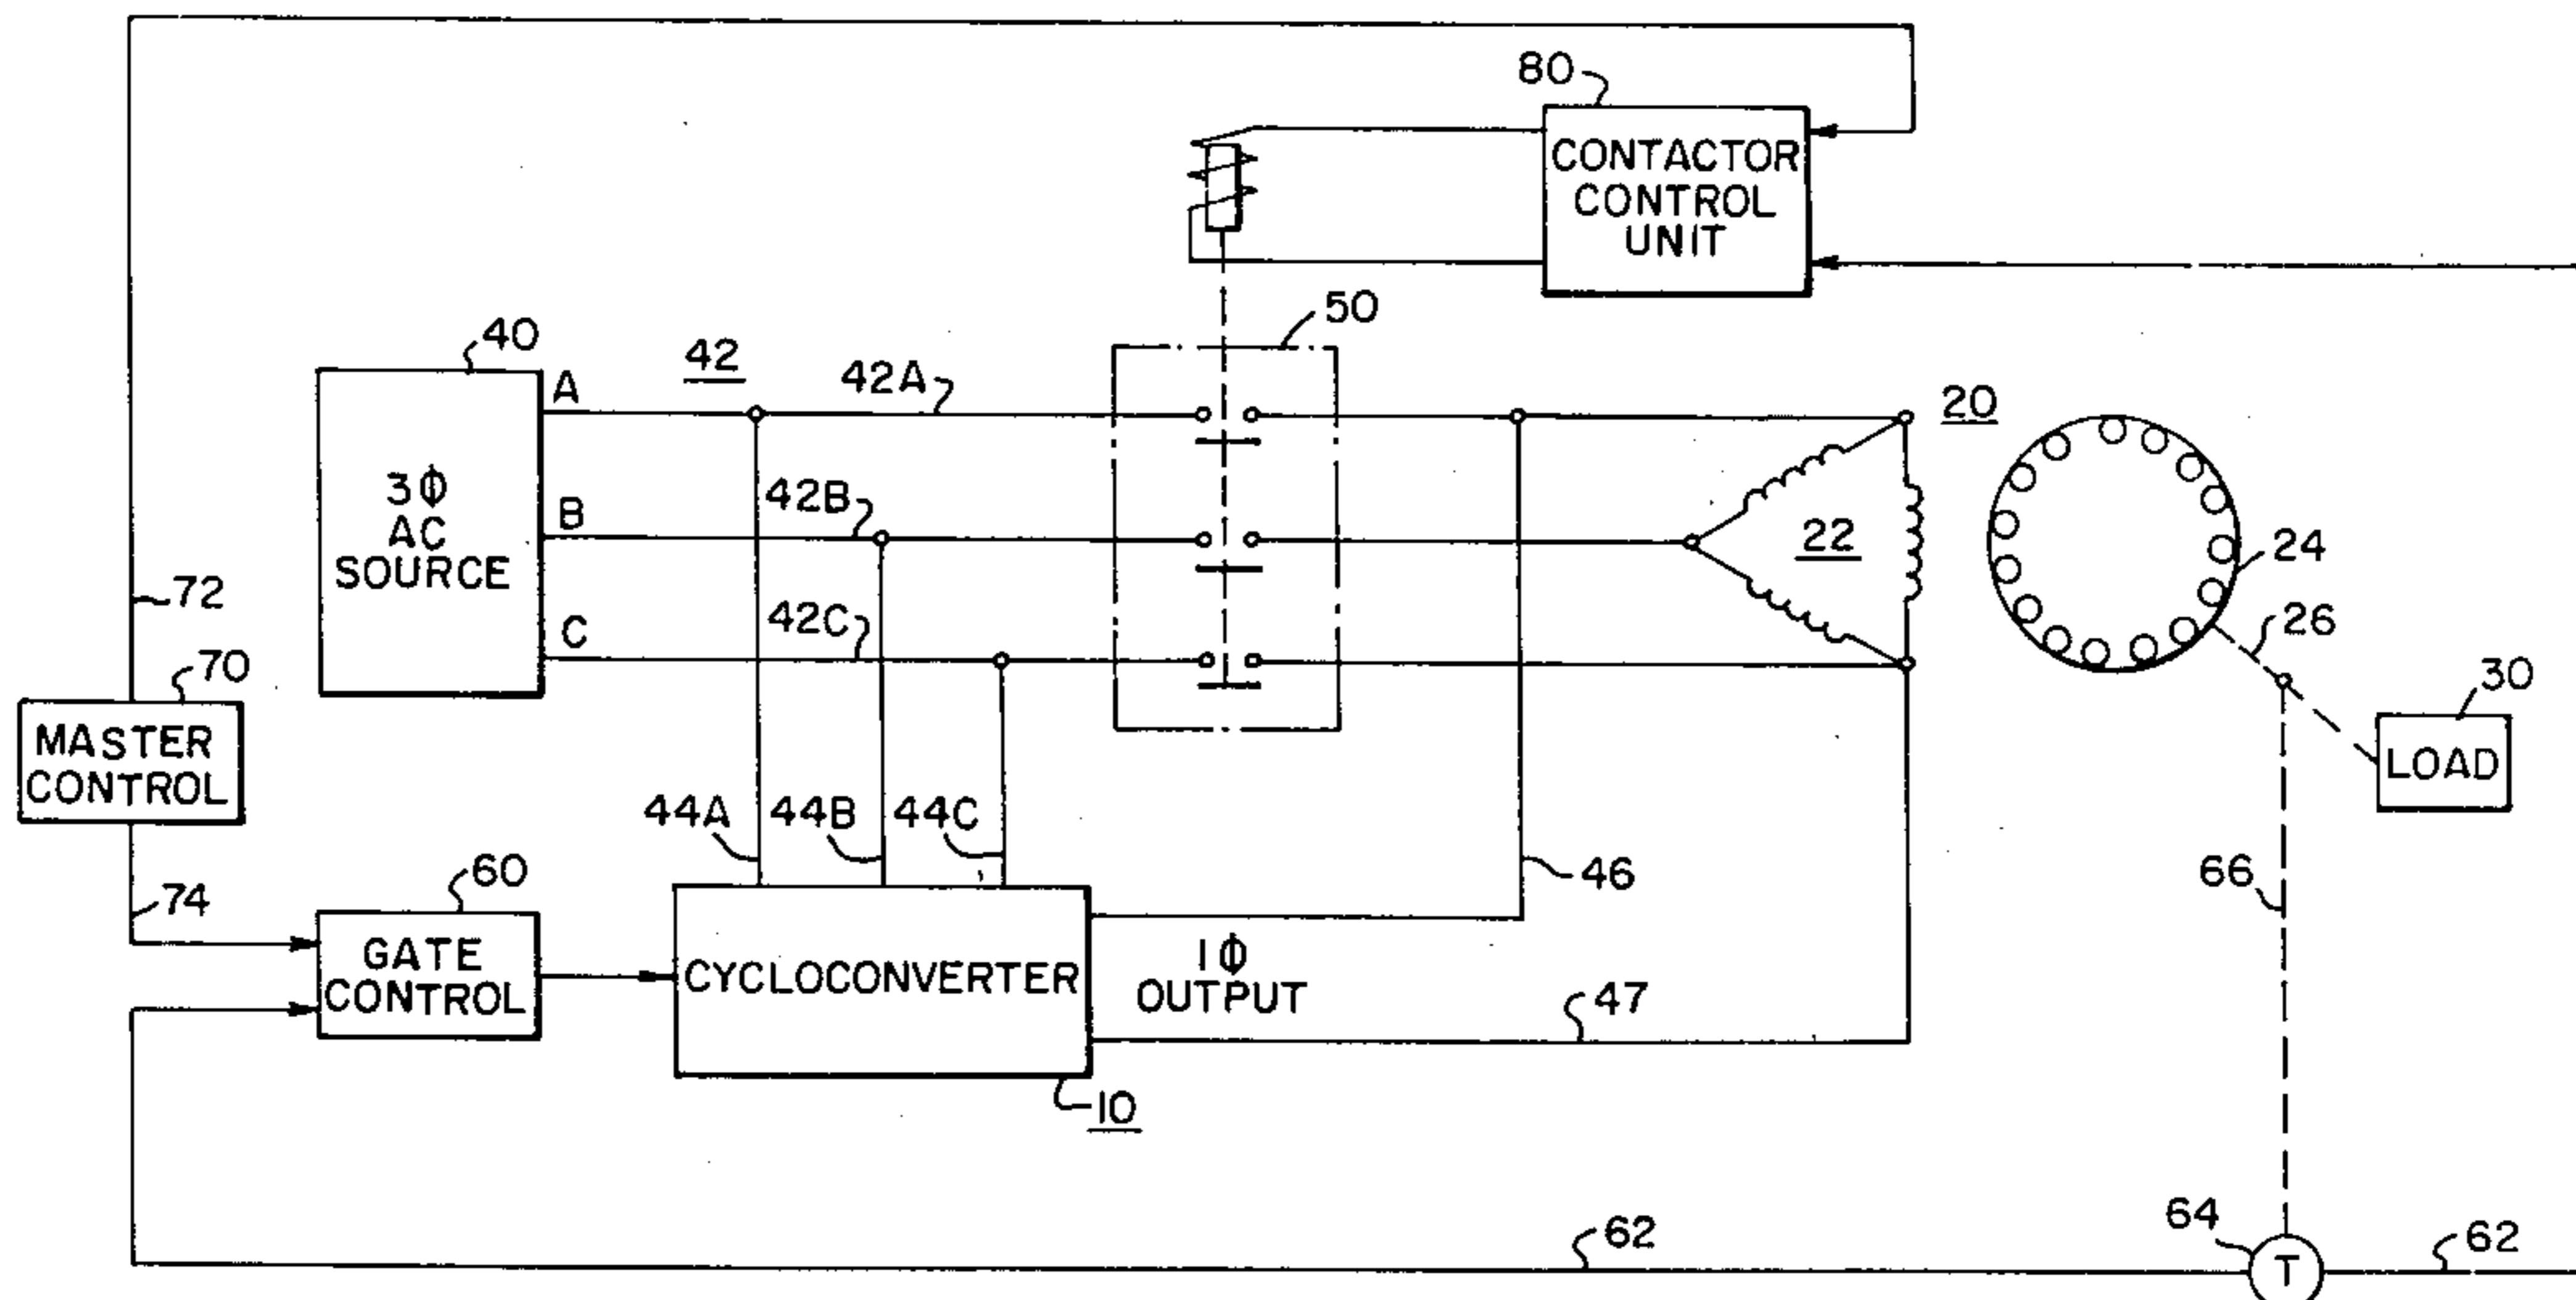 80
CONTACTOR
CONTROL
UNIT
50
40
A
42
42A
20
3Φ
AC
SOURCE
B
42B
22
24
72
C
42C
26
70
30
MASTER
CONTROL
LOAD
44A
44B
44C
46
66
74
60
GATE
CONTROL
CYCLOCONVERTER
1Φ
OUTPUT
47
10
64
62
T
62